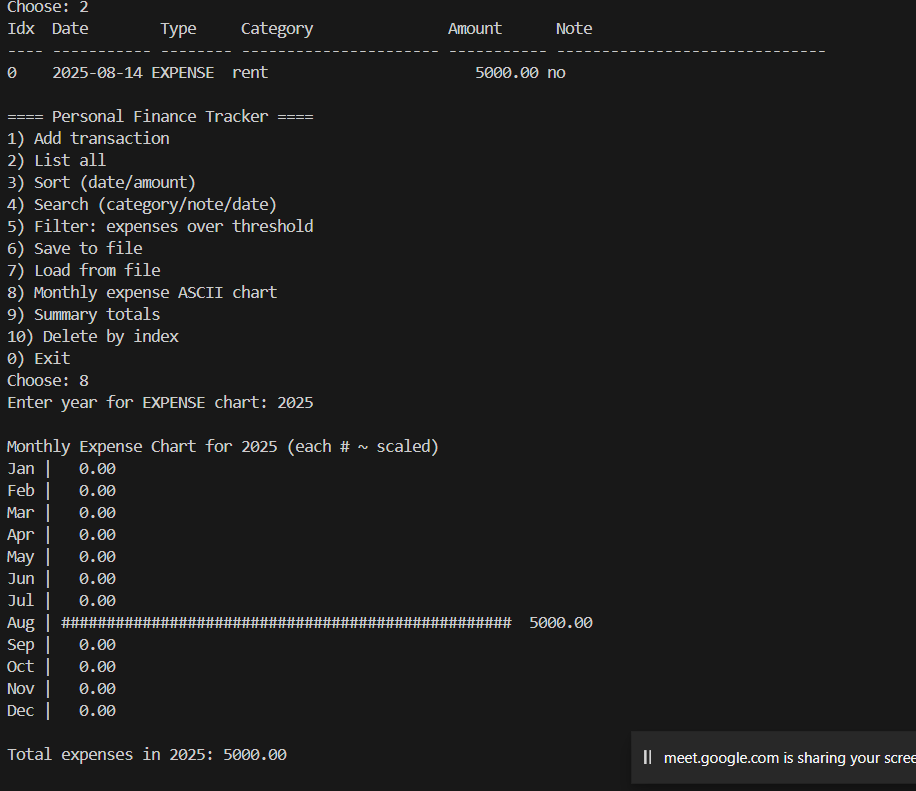 Choose: 2
Idx  Date        Type     Category               Amount      Note
---- ----------- -------- ---------------------- ----------- ------------------------------
0    2025-08-14 EXPENSE  rent                       5000.00 no
==== Personal Finance Tracker ====
1) Add transaction
2) List all
3) Sort (date/amount)
4) Search (category/note/date)
5) Filter: expenses over threshold
6) Save to file
7) Load from file
8) Monthly expense ASCII chart
9) Summary totals
10) Delete by index
0) Exit
Choose: 8
Enter year for EXPENSE chart: 2025
Monthly Expense Chart for 2025 (each # ~ scaled)
Jan |   0.00
Feb |   0.00
Mar |   0.00
Apr |   0.00
May |   0.00
Jun |   0.00
Jul |   0.00
Aug | ##################################################  5000.00
Sep |   0.00
Oct |   0.00
Nov |   0.00
Dec |   0.00
Total expenses in 2025: 5000.00
meet.google.com is sharing your scree